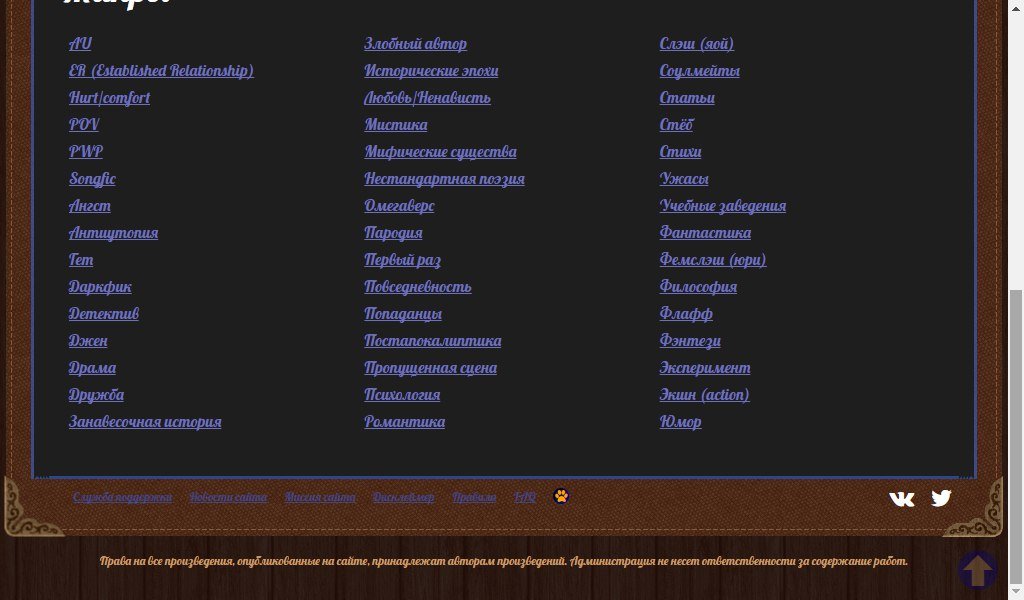 Жанры
AU
ER (Established Relationship)
Hurt/comfort
POV
PWP
Songfic
Ангст
Антиутопия
Гет
Даркфик
Детектив
Джен
Драма
Дружба
Занавесочная история
Злобный автор
Исторические эпохи
Любовь/Ненависть
Мистика
Мифические существа
Нестандартная поэзия
Омегаверс
Пародия
Первый раз
Повседневность
Попаданцы
Постапокалиптика
Пропущенная сцена
Психология
Романтика
Слэш (яой)
Соулмейты
Статьи
Стёб
Стихи
Ужасы
Учебные заведения
Фантастика
Фемслэш (юри)
Философия
Флафф
Фэнтези
Эксперимент
Экшн (action)
Юмор
Служба поддержки Новости сайта Миссия сайта Дисклеймер Правила FAQ
Права на все произведения, опубликованные на сайте, принадлежат авторам произведений. Администрация не несет ответственности за содержание работ.